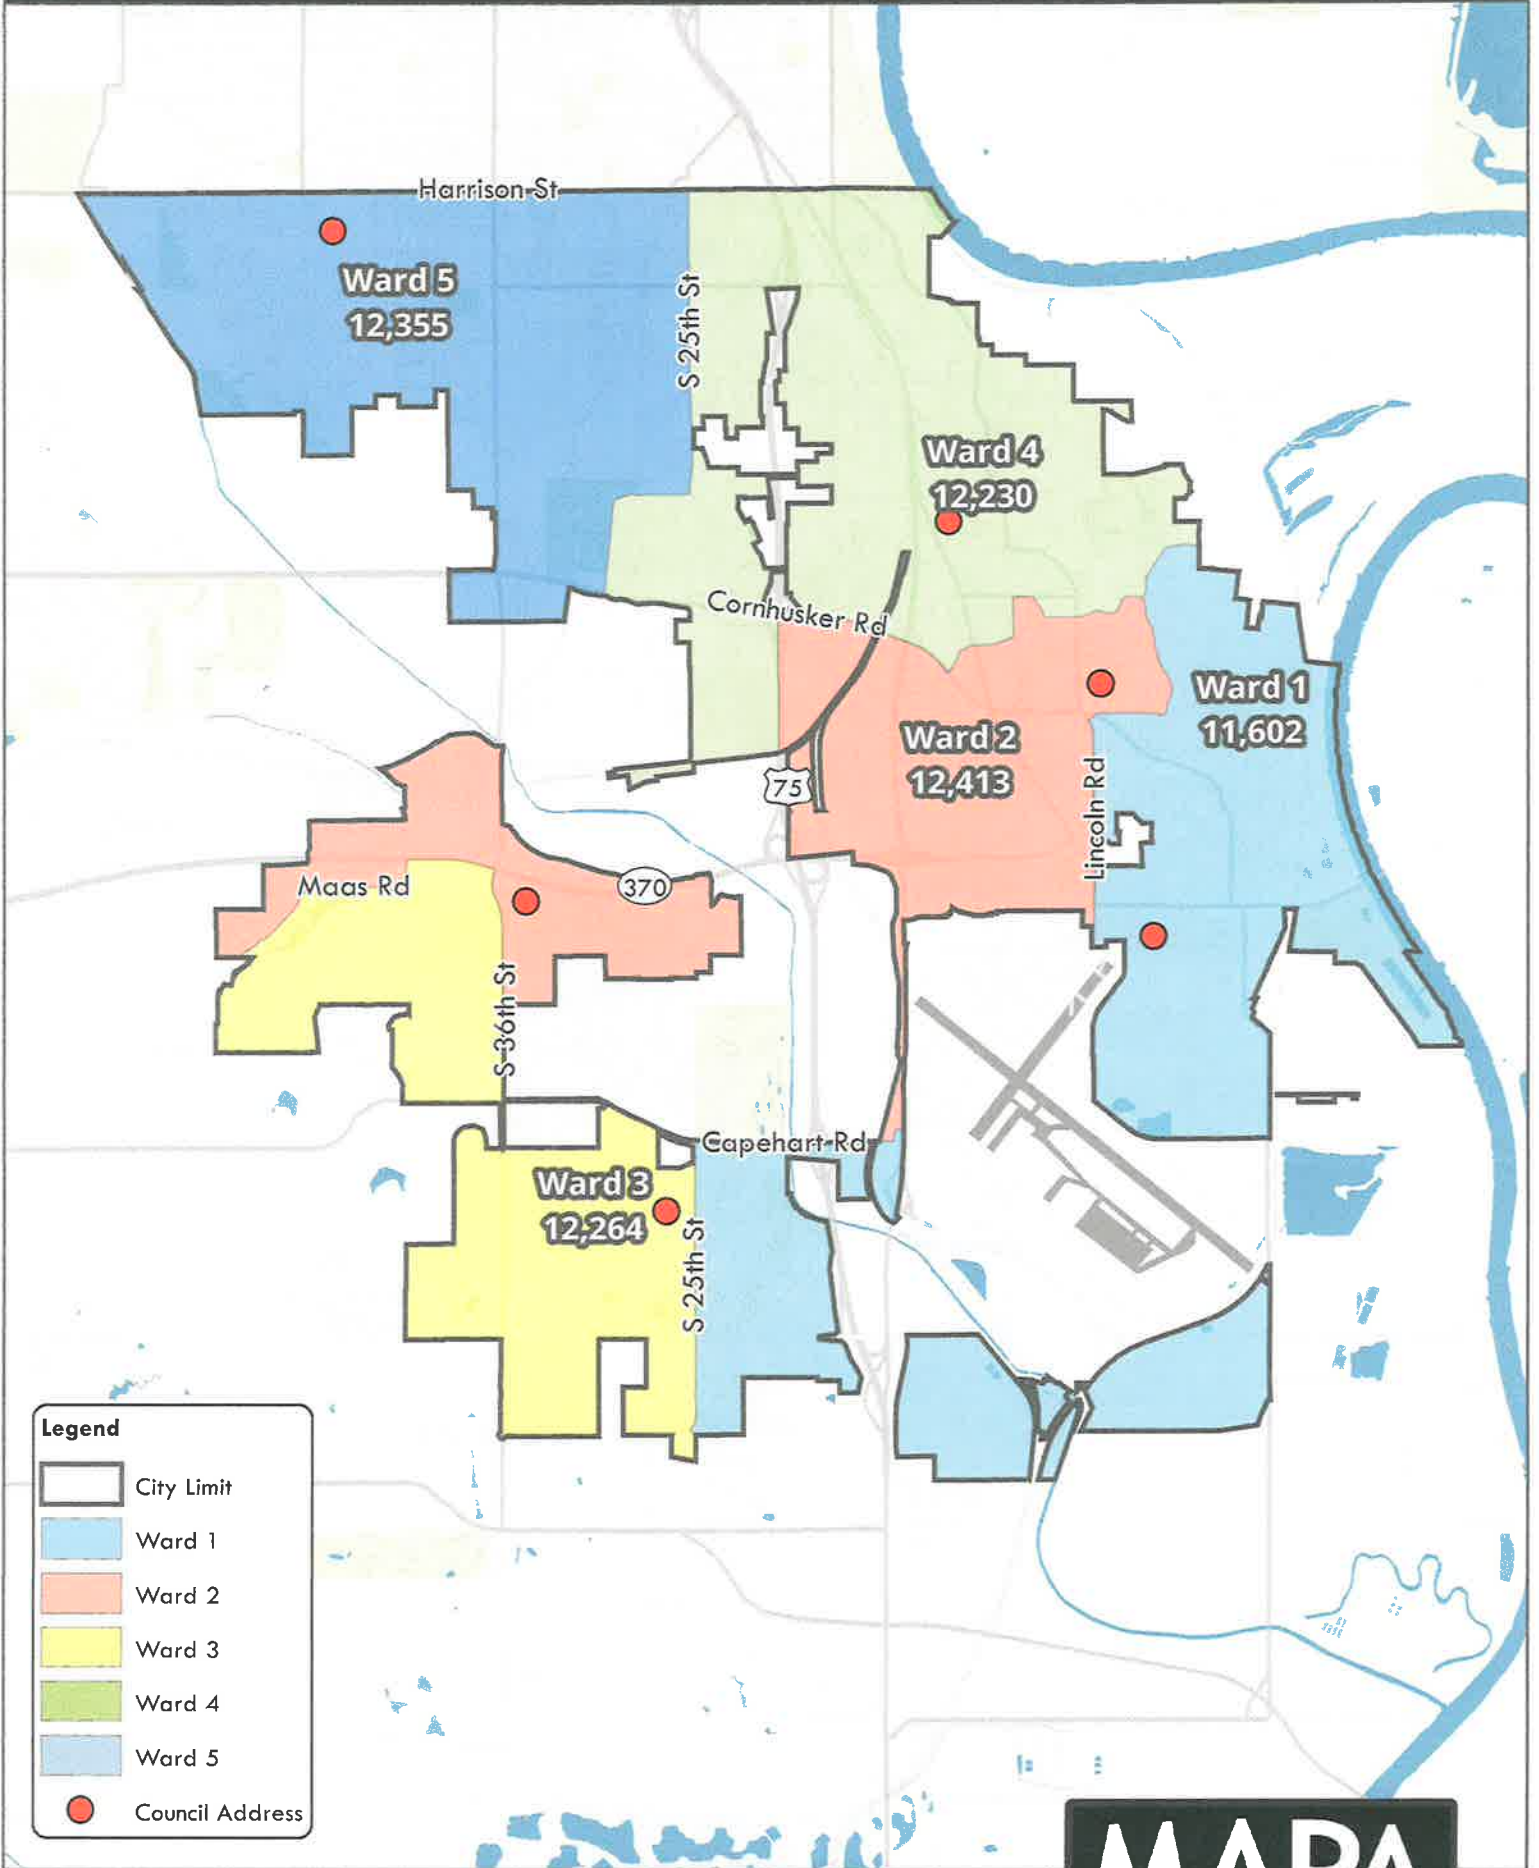 Harrison St
Ward 5
12,355
S 25th St
Ward 4
12,230
Cornhusker Rd
Ward 1
11,602
Ward 2
12,413
75
Lincoln Rd
Maas Rd
370
S 36th St
Capehart Rd
Ward 3
12,264
S 25th St
Legend
City Limit
Ward 1
Ward 2
Ward 3
Ward 4
Ward 5
Council Address
MAPA